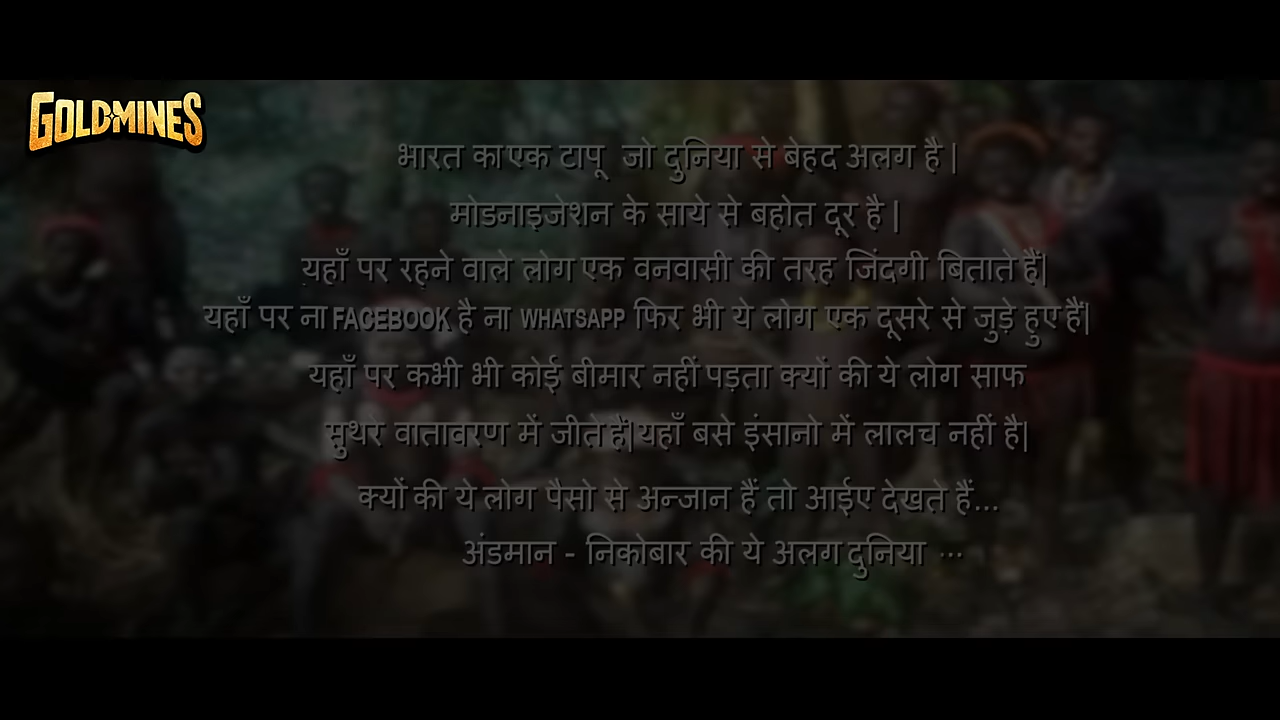 GOLDMINES
भारत का एक टापू जो दुनिया से बेहद अलग है |
मोडनाइजेशन के साये से बहोत दूर है |
यहाँ पर रहने वाले लोग एक वनवासी की तरह जिंदगी बिताते हैं|
यहाँ पर ना FACEBOOK है ना WHATSAPP फिर भी ये लोग एक दूसरे से जुड़े हुए हैं|
यहाँ पर कभी भी कोई बीमार नहीं पड़ता क्यों की ये लोग साफ
सुथरे वातावरण में जीते है| यहाँ बसे इंसानो में लालच नहीं है|
क्यों की ये लोग पैसो से अन्जान हैं तो आईए देखते हैं...
अंडमान - निकोबार की ये अलग दुनिया ...